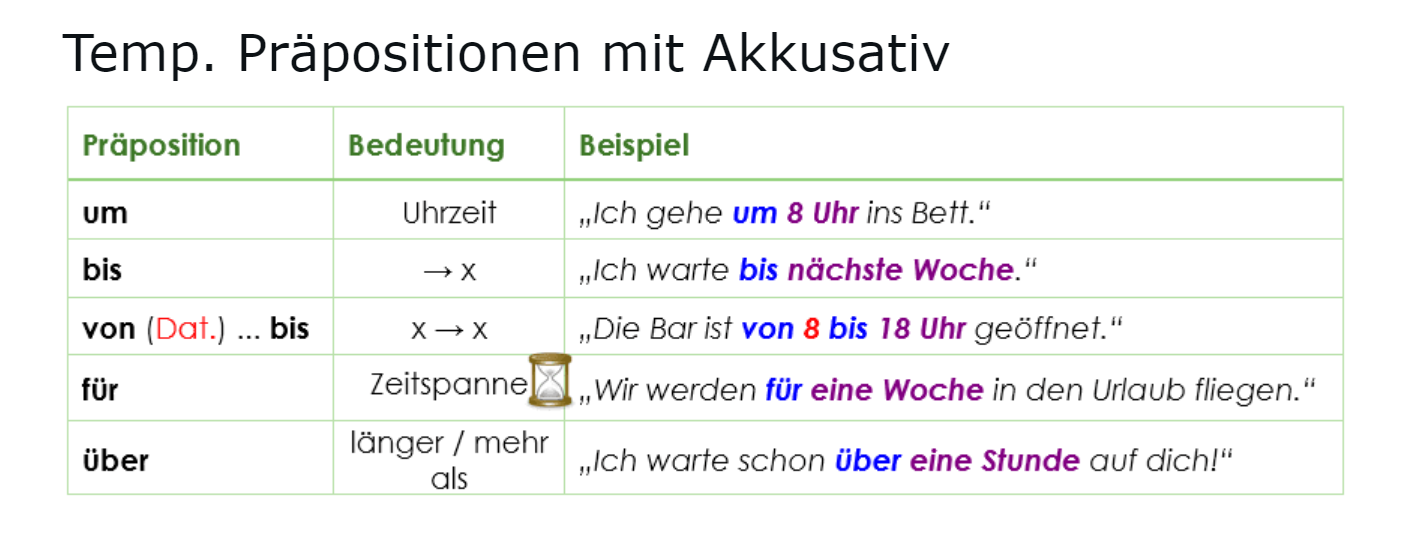 Temp. Präpositionen mit Akkusativ
Präposition Bedeutung Beispiel
um Uhrzeit „Ich gehe um 8 Uhr ins Bett.“
bis → x „Ich warte bis nächste Woche.“
von (Dat.) ... bis x → x „Die Bar ist von 8 bis 18 Uhr geöffnet.“
für Zeitspanne „Wir werden für eine Woche in den Urlaub fliegen.“
über länger / mehr als „Ich warte schon über eine Stunde auf dich!“